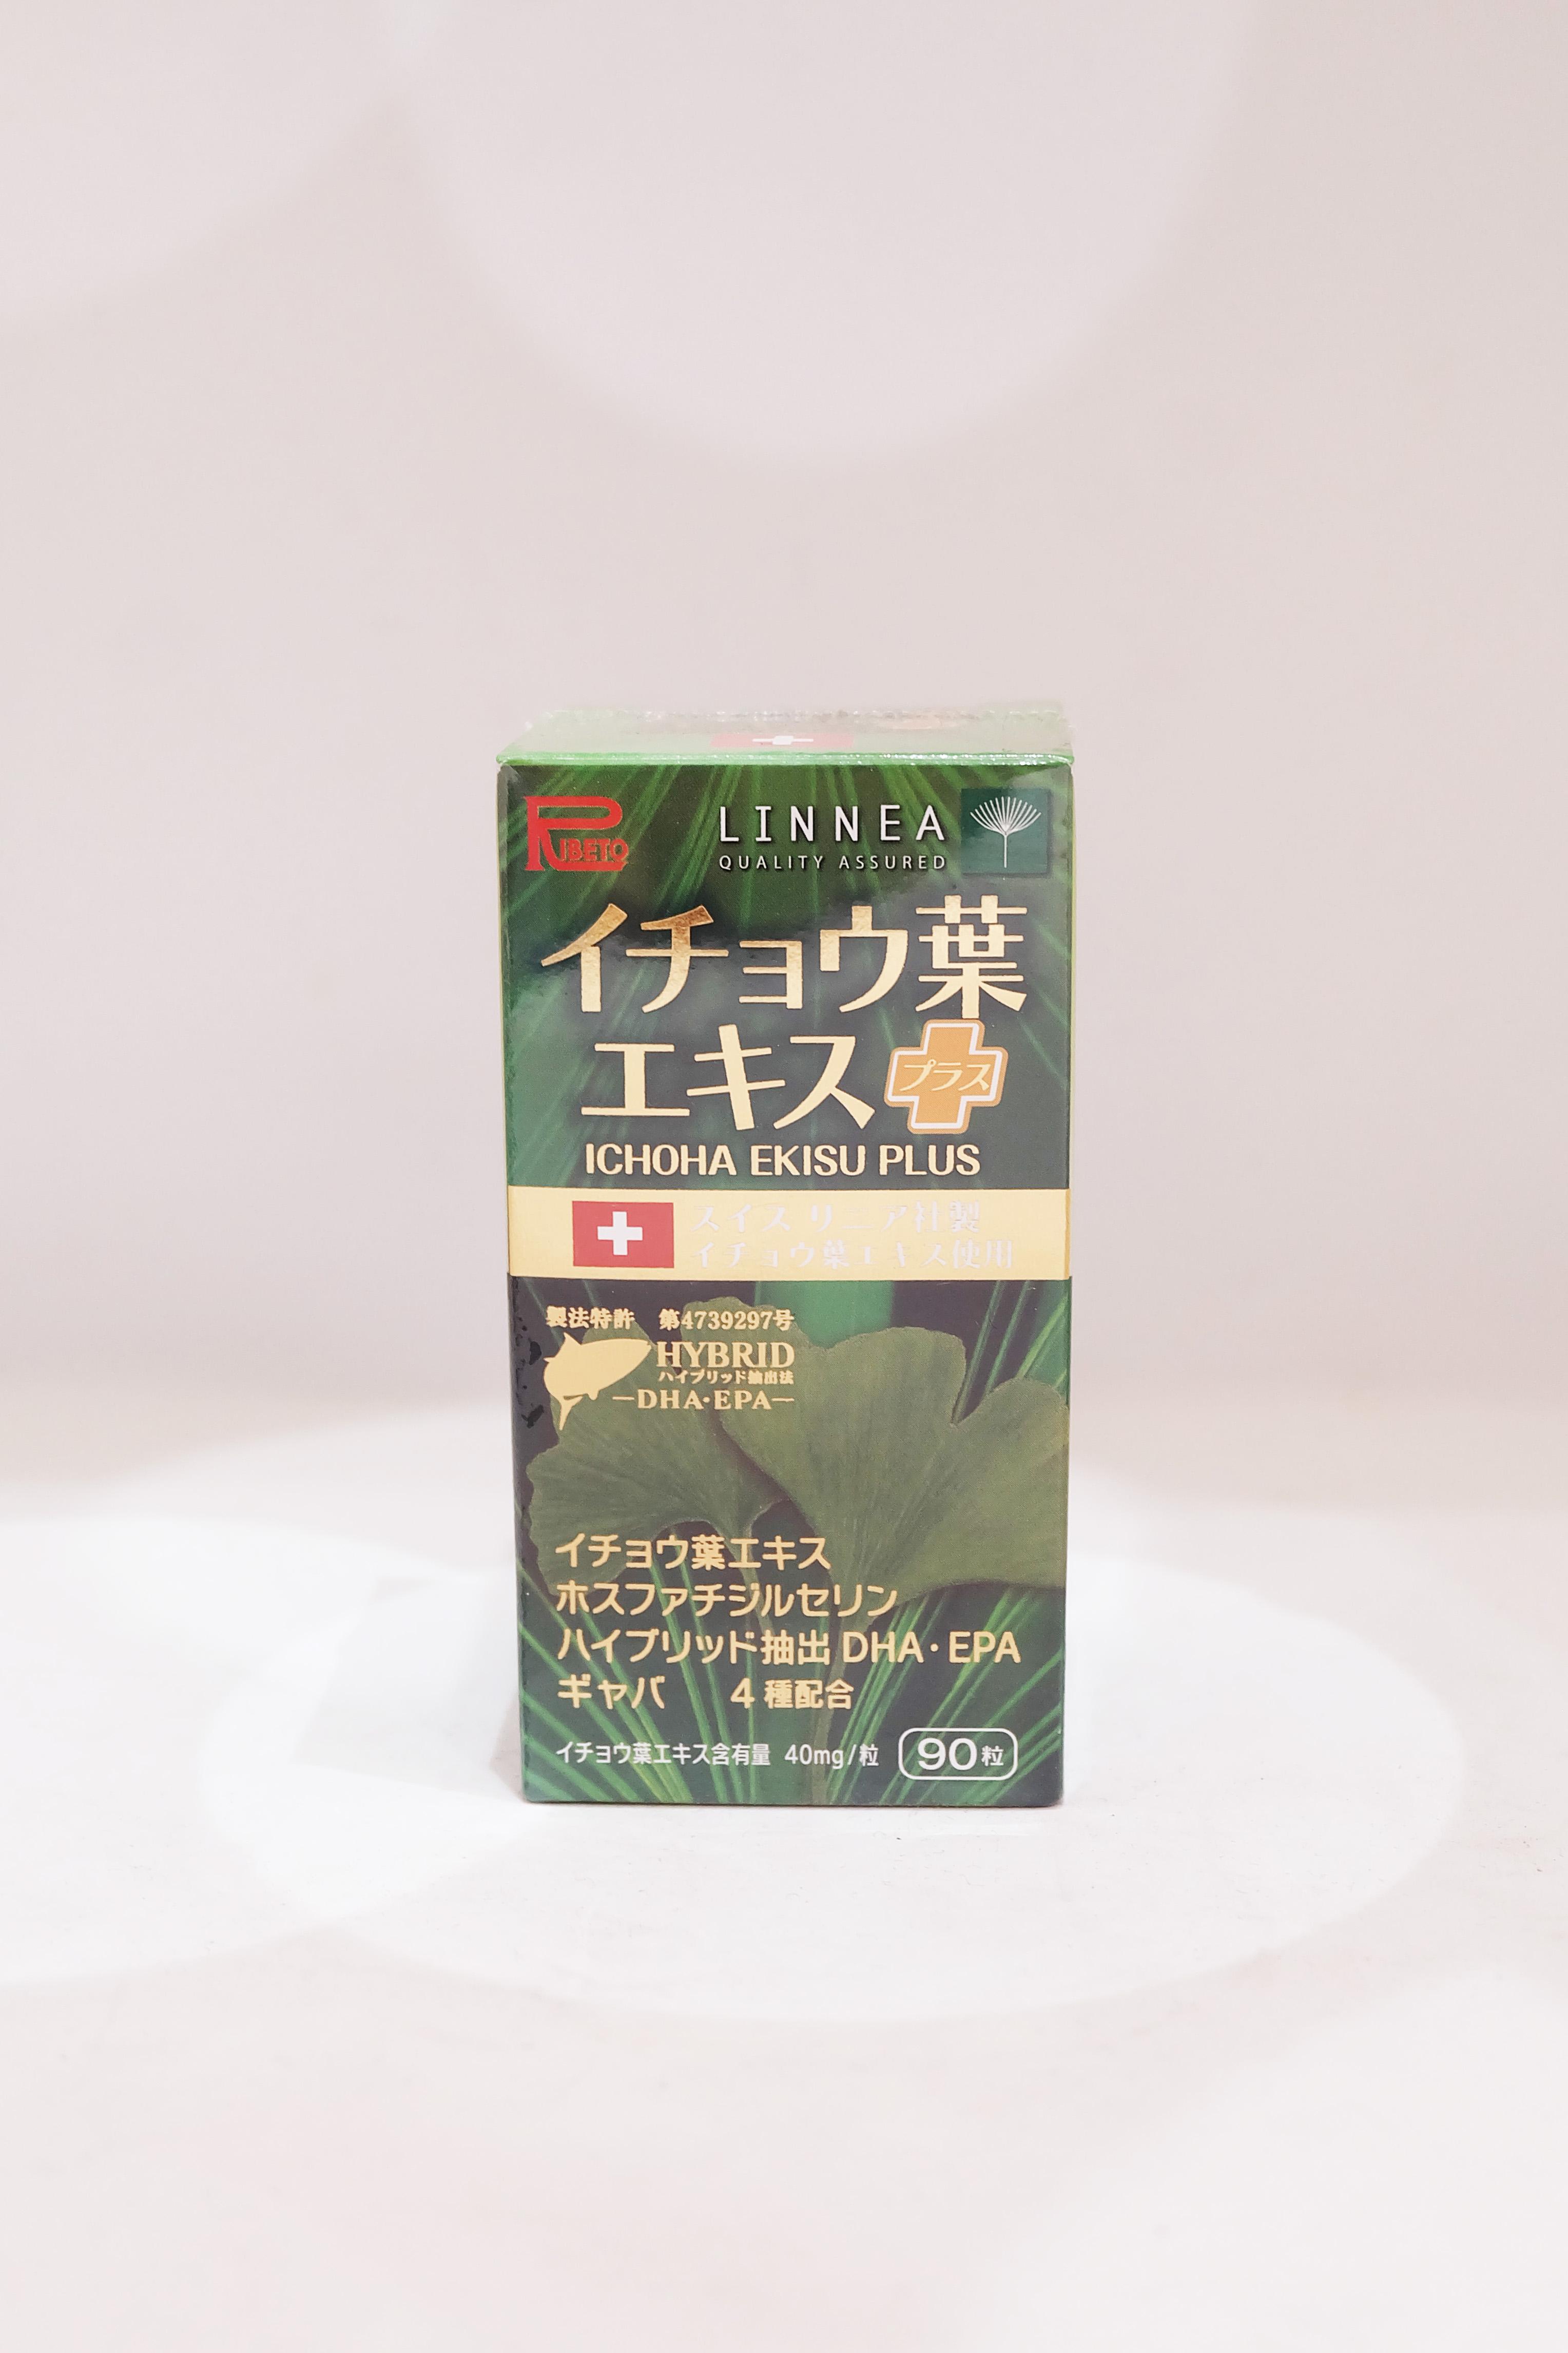 RIBETO
LINNEA
QUALITY ASSURED
イチョウ葉
エキス
プラス
ICHOHA EKISU PLUS
スイス リニア社製
イチョウ葉エキス使用
製法特許 第4739297号
HYBRID
ハイブリッド抽出法
DHA・EPA
イチョウ葉エキス
ホスファチジルセリン
ハイブリッド抽出 DHA・EPA
ギャバ 4種配合
イチョウ葉エキス含有量 40mg/粒 90粒